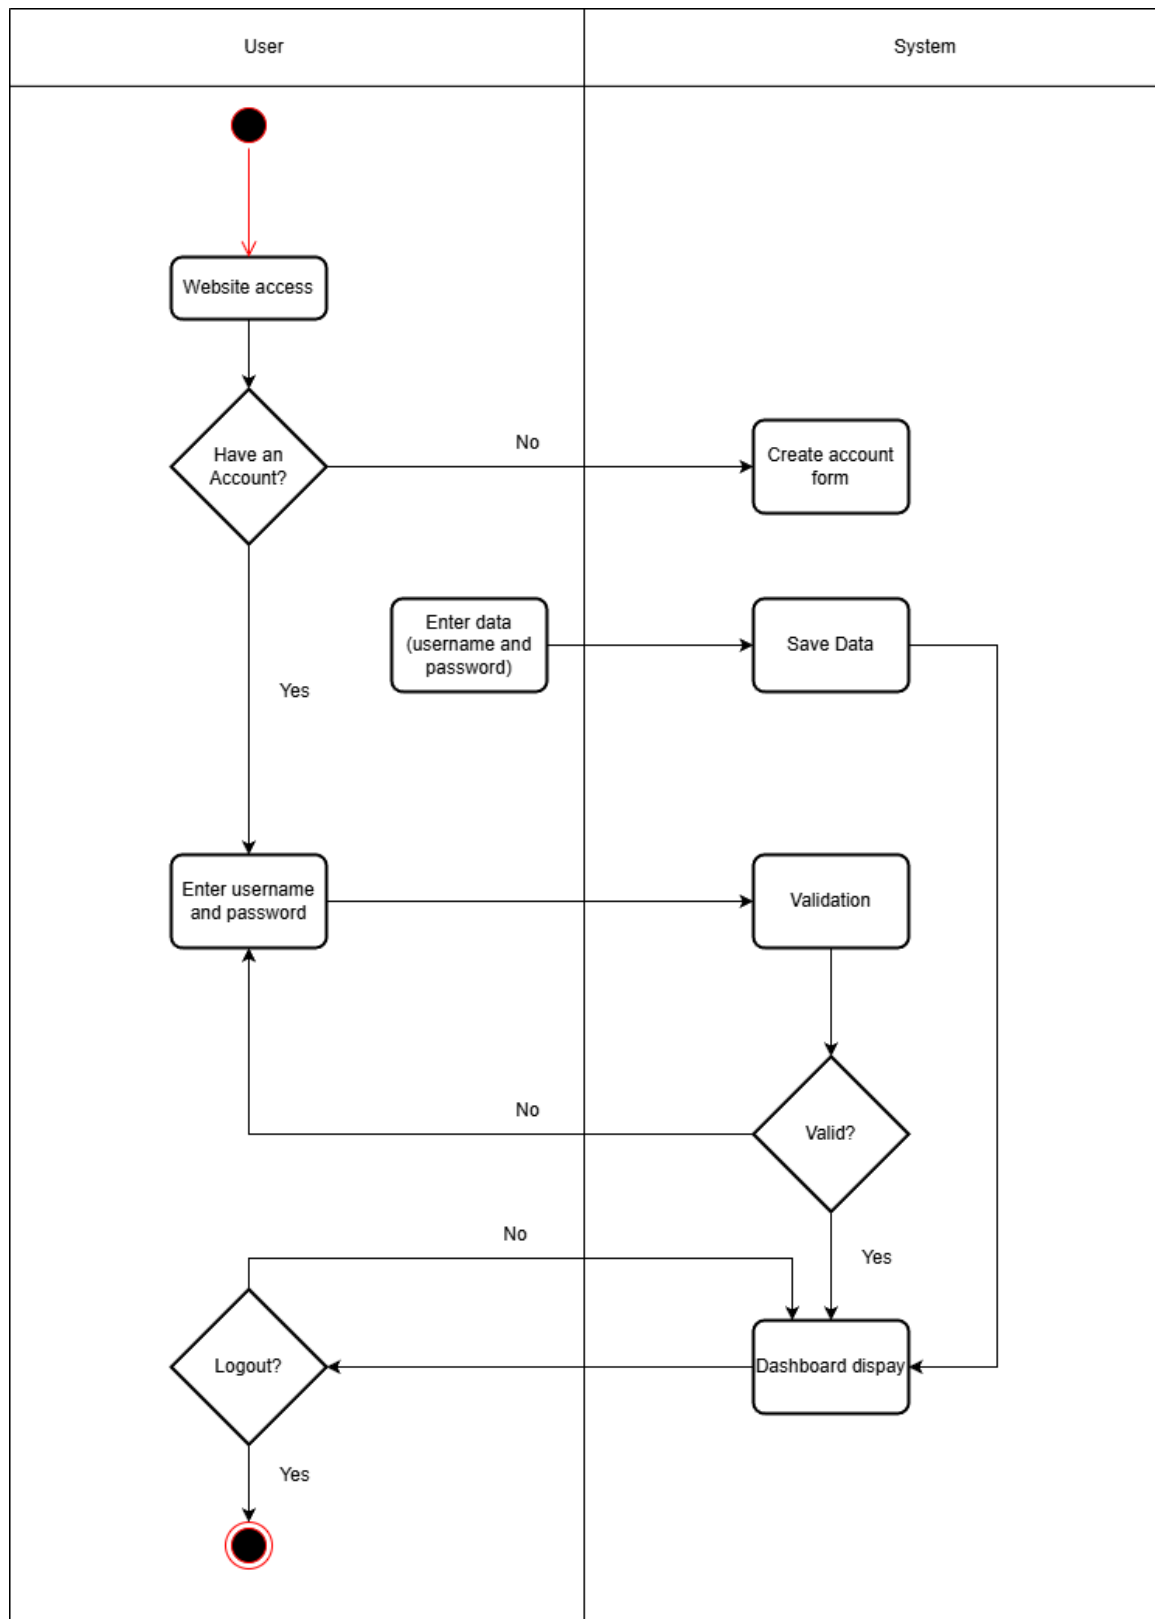 User
System
Website access
Have an
Account?
No
Create account
form
Enter data
(username and
password)
Save Data
Yes
Enter username
and password
Validation
No
Valid?
No
Yes
Logout?
Dashboard dispay
Yes